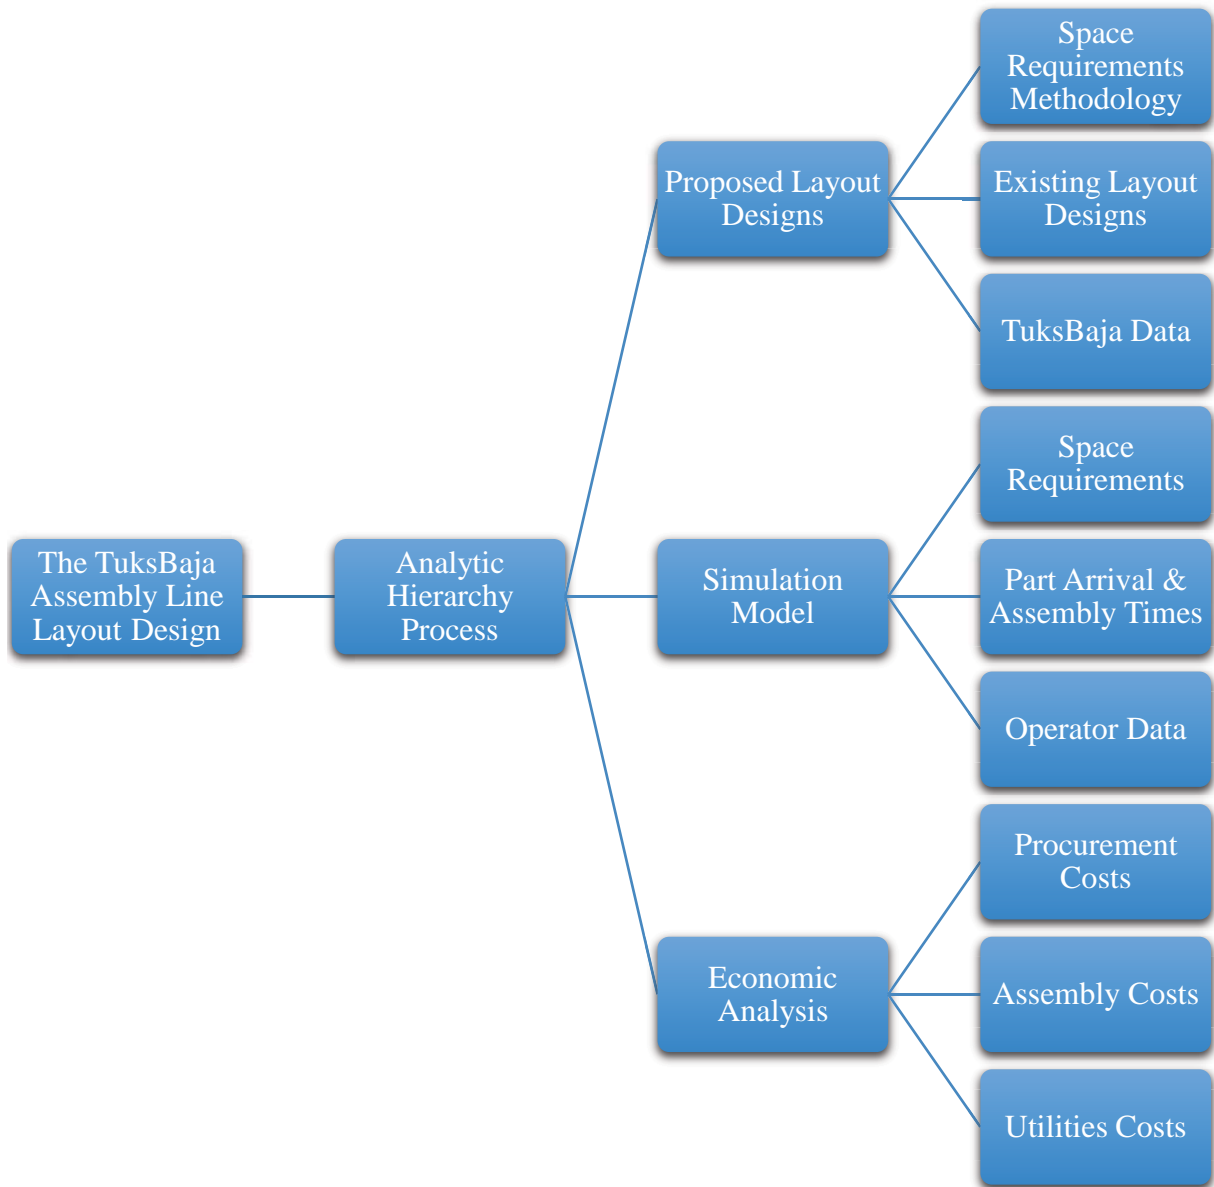 The TuksBaja
Assembly Line
Layout Design
Analytic
Hierarchy
Process
Proposed Layout
Designs
Space
Requirements
Methodology
Existing Layout
Designs
TuksBaja Data
Simulation
Model
Space
Requirements
Part Arrival &
Assembly Times
Operator Data
Economic
Analysis
Procurement
Costs
Assembly Costs
Utilities Costs